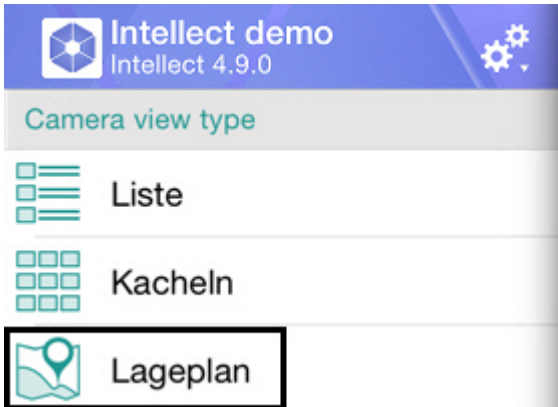 Intellect demo
Intellect 4.9.0
Camera view type
Liste
Kacheln
Lageplan